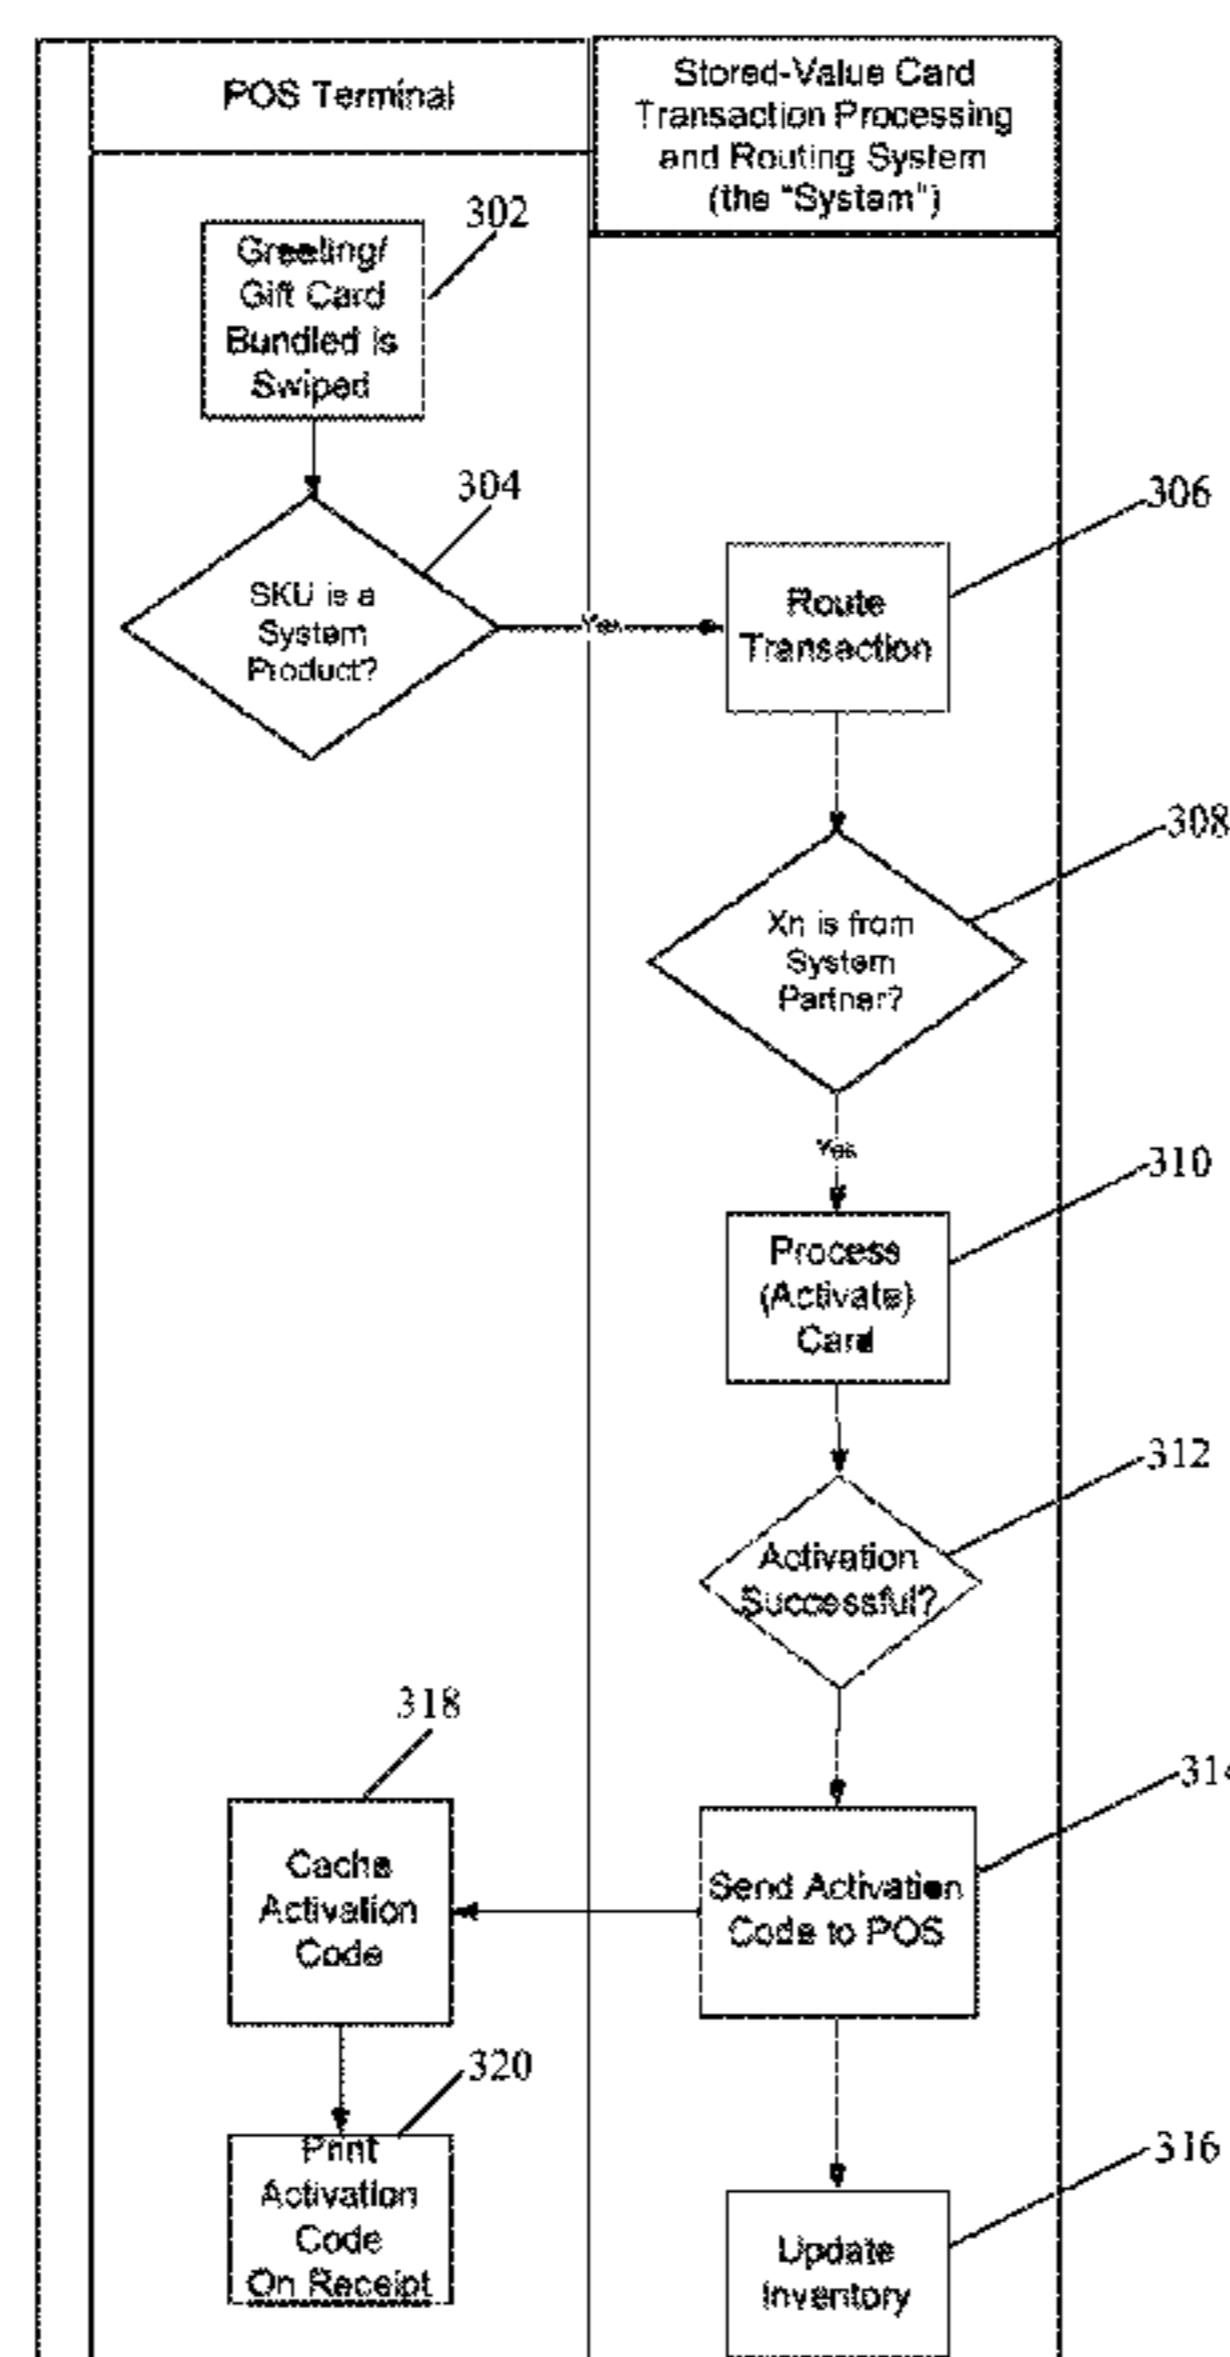 POS Terminal
Stored-Value Card
Transaction Processing
and Routing System
(the "System")
302
Greeting/
Gift Card
Bundled is
Swiped
304
SKU is a
System
Product?
Yes
306
Route
Transaction
308
Xn is from
System
Partner?
Yes
310
Process
(Activate)
Card
312
Activation
Successful?
314
Send Activation
Code to POS
318
Cache
Activation
Code
320
Print
Activation
Code
On Receipt
316
Update
Inventory